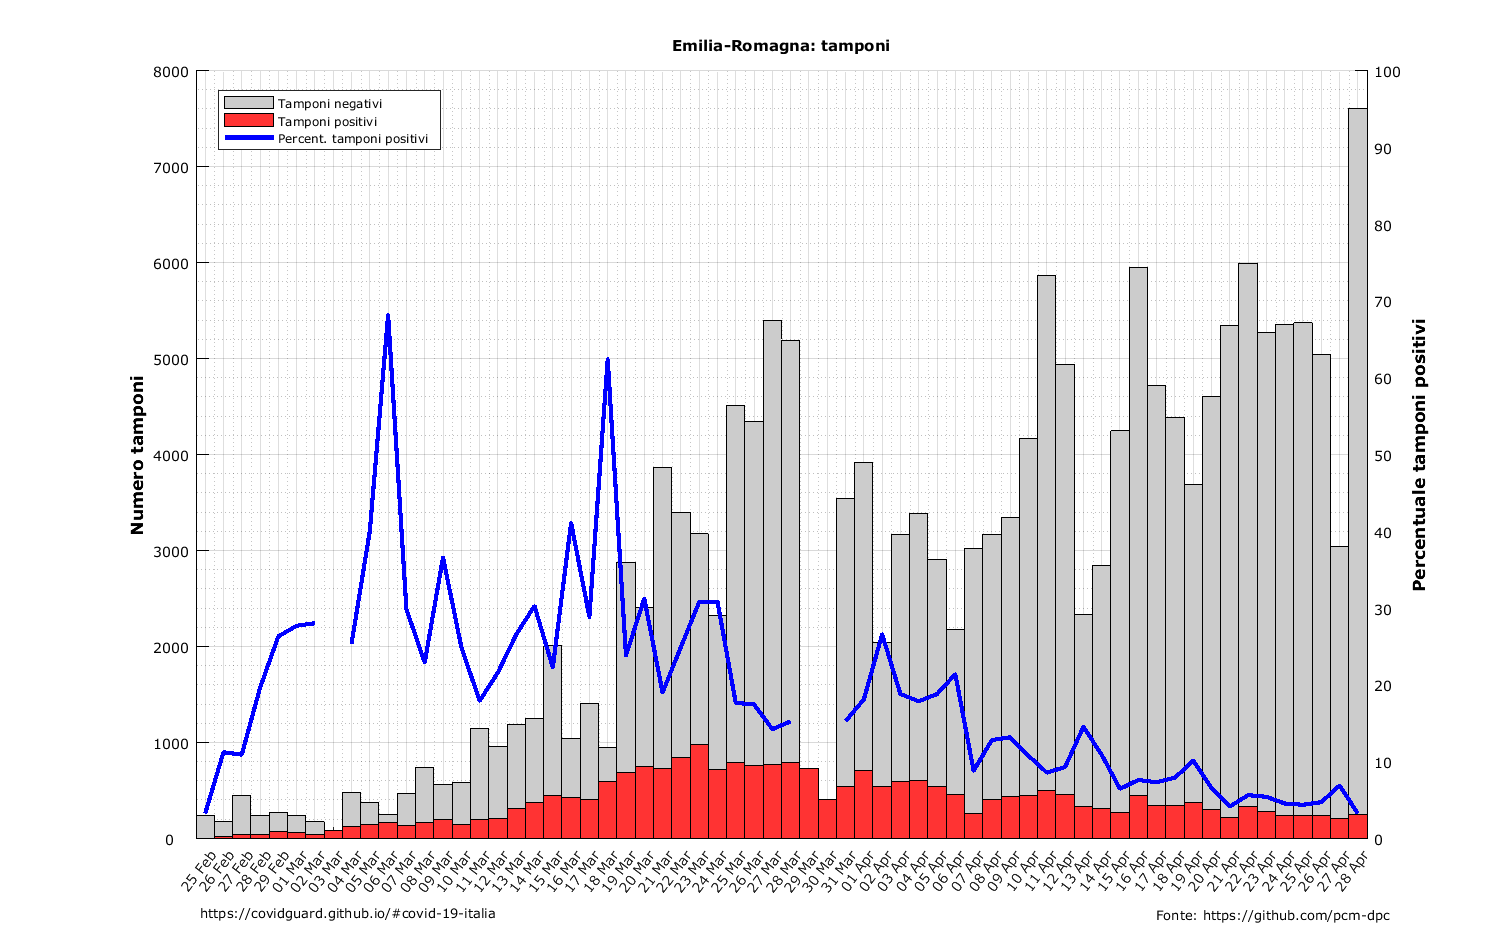 Emilia-Romagna: tamponi
Tamponi negativi
Tamponi positivi
Percent. tamponi positivi
Numero tamponi
8000
7000
6000
5000
4000
3000
2000
1000
0
Percentuale tamponi positivi
100
90
80
70
60
50
40
30
20
10
0
25 Feb
26 Feb
27 Feb
28 Feb
29 Feb
01 Mar
02 Mar
03 Mar
04 Mar
05 Mar
06 Mar
07 Mar
08 Mar
09 Mar
10 Mar
11 Mar
12 Mar
13 Mar
14 Mar
15 Mar
16 Mar
17 Mar
18 Mar
19 Mar
20 Mar
21 Mar
22 Mar
23 Mar
24 Mar
25 Mar
26 Mar
27 Mar
28 Mar
29 Mar
30 Mar
31 Mar
01 Apr
02 Apr
03 Apr
04 Apr
05 Apr
06 Apr
07 Apr
08 Apr
09 Apr
10 Apr
11 Apr
12 Apr
13 Apr
14 Apr
15 Apr
16 Apr
17 Apr
18 Apr
19 Apr
20 Apr
21 Apr
22 Apr
23 Apr
24 Apr
25 Apr
26 Apr
27 Apr
28 Apr
https://covidguard.github.io/#covid-19-italia
Fonte: https://github.com/pcm-dpc